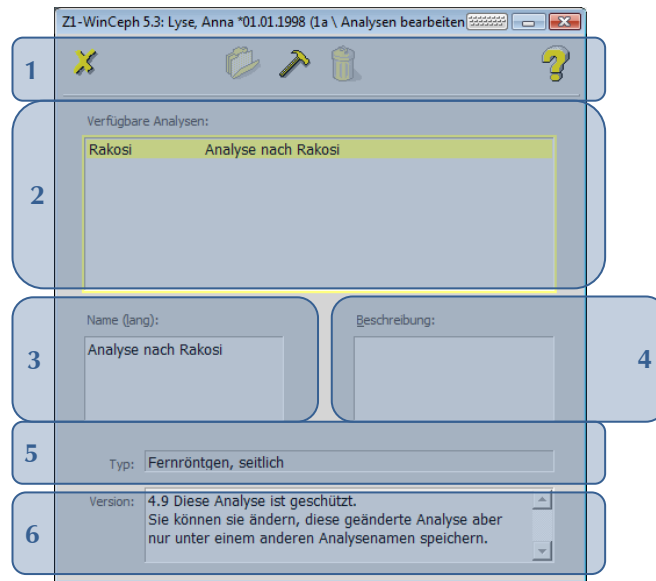 Z1-WinCeph 5.3: Lyse, Anna *01.01.1998 (1a \ Analysen bearbeiten
1
Verfügbare Analysen:
Rakosi Analyse nach Rakosi
2
Name (lang):
Analyse nach Rakosi
3
Beschreibung:
4
5
Typ: Fernröntgen, seitlich
Version: 4.9 Diese Analyse ist geschützt.
Sie können sie ändern, diese geänderte Analyse aber
nur unter einem anderen Analysenamen speichern.
6